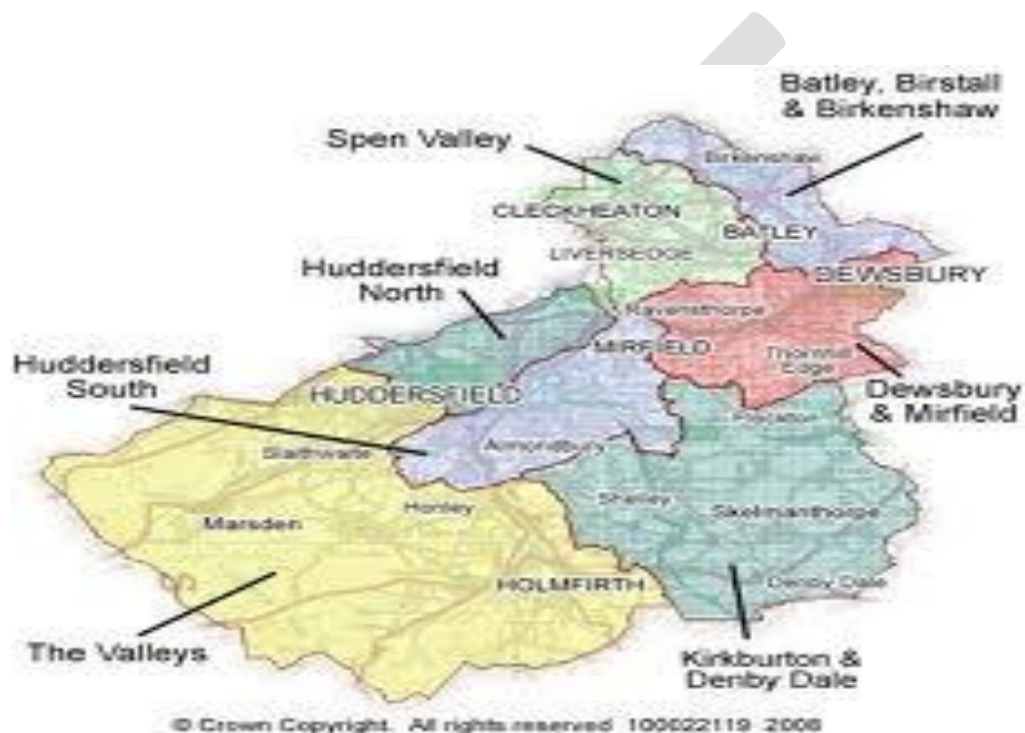 Batley, Birstall
& Birkenshaw
Spen Valley
Birkenshaw
CLECKHEATON
BATLEY
LIVERSEDGE
Huddersfield
North
DEWSBURY
Ravensthorpe
MIRFIELD
Thornhill
Edge
Huddersfield
South
Dewsbury
& Mirfield
HUDDERSFIELD
Flockton
Almondbury
Slaithwaite
Shelley
Honley
Skelmanthorpe
Marsden
HOLMFIRTH
Denby Dale
The Valleys
Kirkburton &
Denby Dale
© Crown Copyright. All rights reserved 100022119 2008